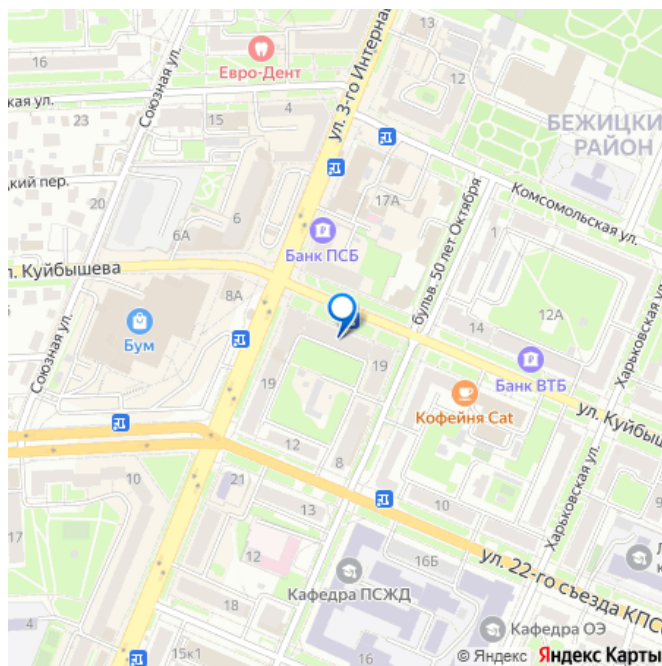 13
16
Евро-Дент
Союзная ул.
ул. 3-го Интерна
12
4
ская ул.
15
23
БЕЖИЦКИЙ
РАЙОН
кий пер.
17А
Комсомольская ул.
20
6
6А
Банк ПСБ
бульв. 50 лет Октября
1
л. Куйбышева
8А
12А
Харьковская ул.
Бум
14
Союзная ул.
19
19
Банк ВТБ
Кофейня Cat
ул. Куйбыш
12
8
10
21
13
10
Харьковская ул.
9
17
12
16Б
ул. 22-го съезда КПС
Л
к
Кафедра ПСЖД
18
4
Кафедра ОЭ
15к1
© Яндекс Яндекс Карты